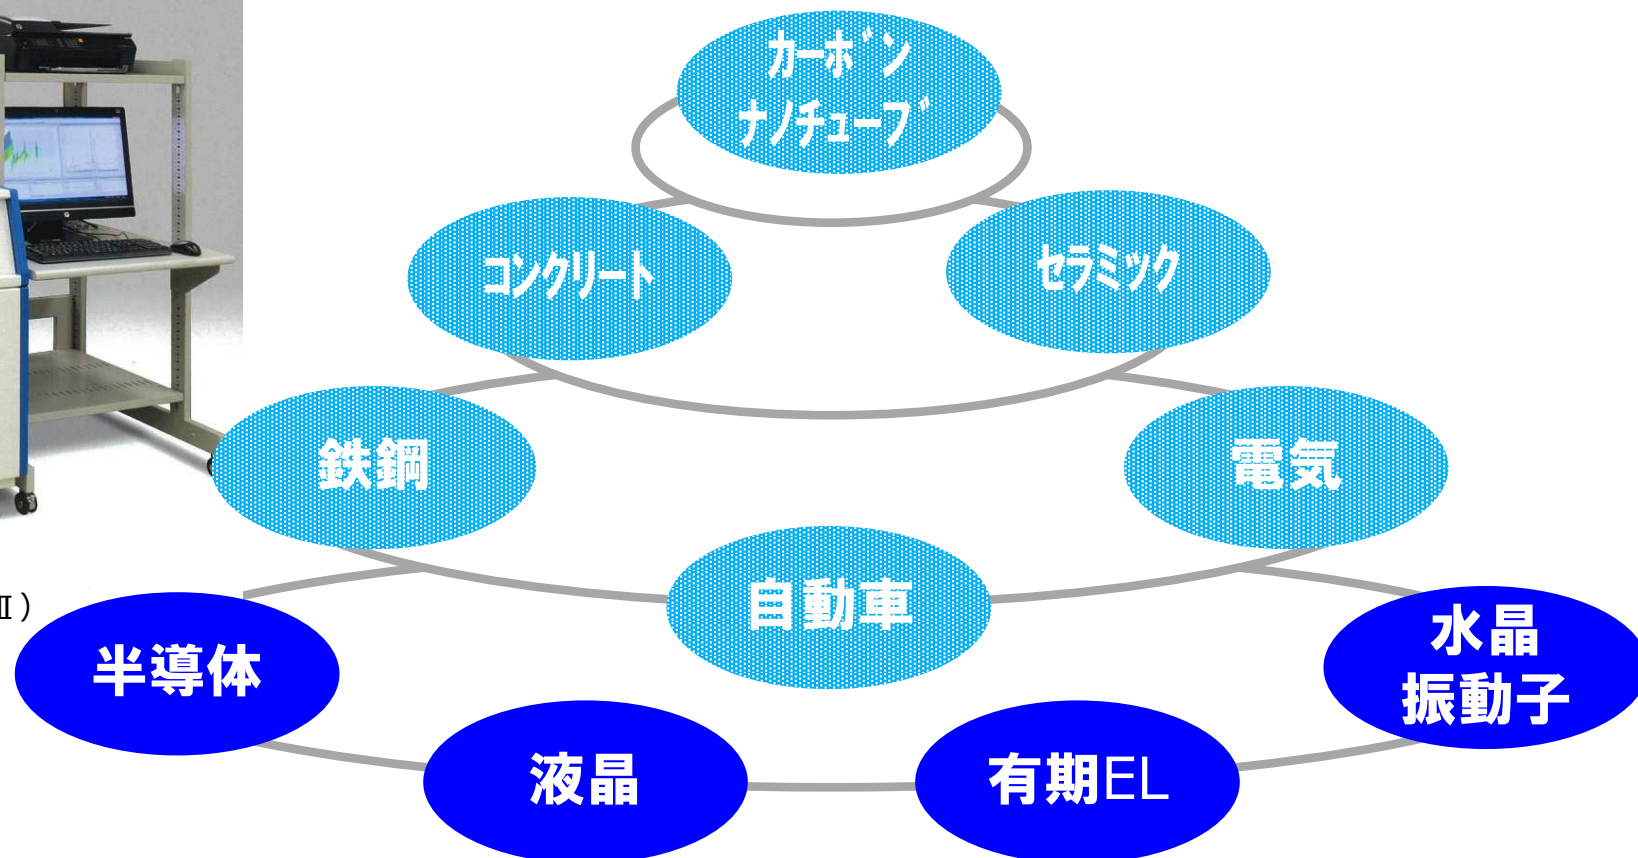 カーボン
ナノチューブ
コンクリート
セラミック
鉄鋼
電気
自動車
Ⅱ）
半導体
水晶
振動子
液晶
有期EL